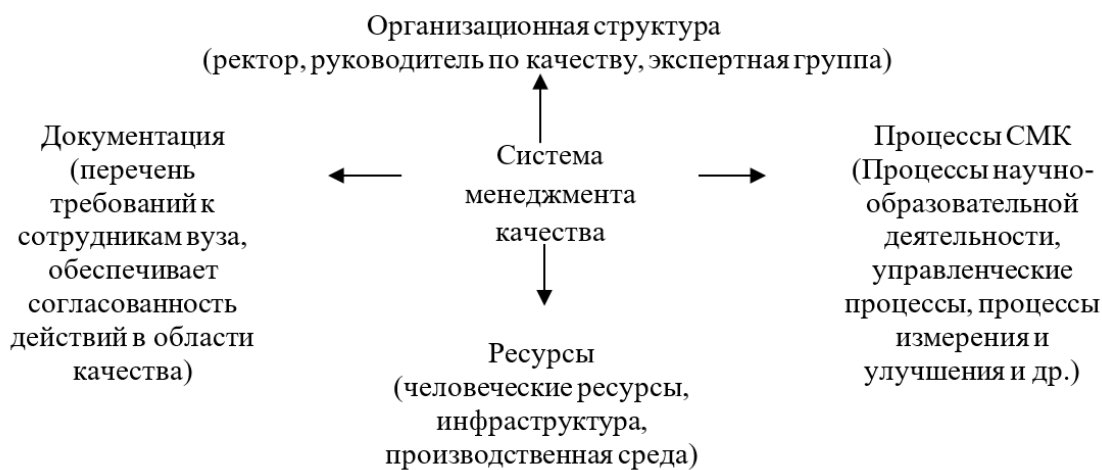 Организационная структура
(ректор, руководитель по качеству, экспертная группа)
Документация
(перечень
требований к
сотрудникам вуза,
обеспечивает
согласованность
действий в области
качества)
Система
менеджмента
качества
Процессы СМК
(Процессы научно-
образовательной
деятельности,
управленческие
процессы, процессы
измерения и
улучшения и др.)
Ресурсы
(человеческие ресурсы,
инфраструктура,
производственная среда)